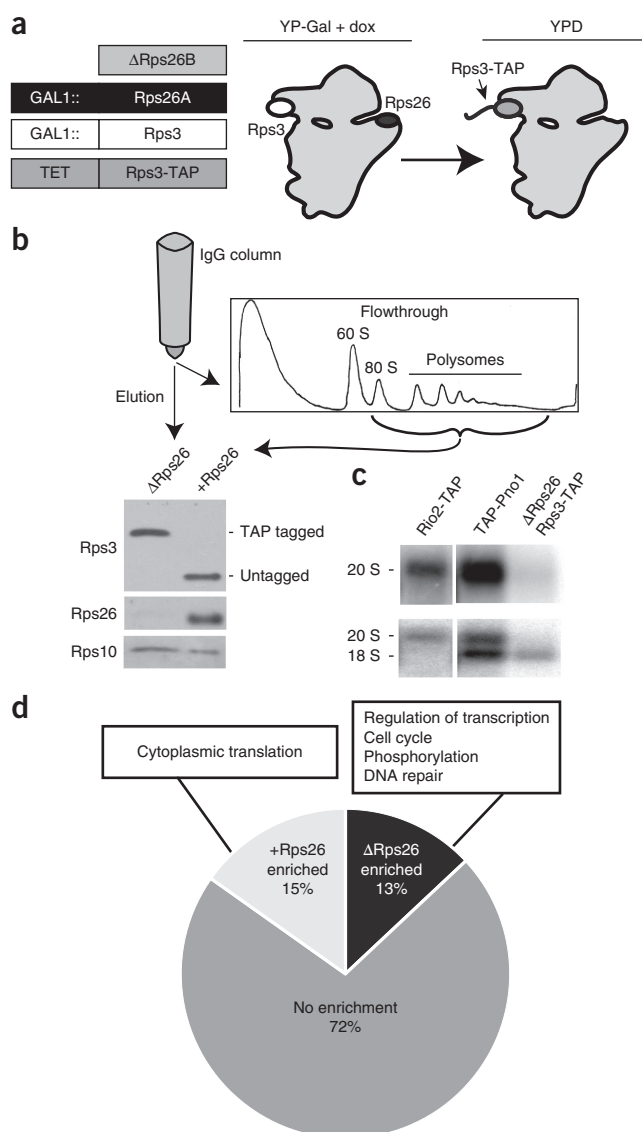 a
ΔRps26B
GAL1:: Rps26A
GAL1:: Rps3
TET Rps3-TAP
YP-Gal + dox
Rps3
Rps26
YPD
Rps3-TAP
b
IgG column
Elution
Flowthrough
60 S
80 S
Polysomes
ΔRps26
+Rps26
Rps3
- TAP tagged
- Untagged
Rps26
Rps10
c
Rio2-TAP
TAP-Pno1
ΔRps26
Rps3-TAP
20 S -
20 S -
18 S -
d
Cytoplasmic translation
Regulation of transcription
Cell cycle
Phosphorylation
DNA repair
+Rps26
enriched
15%
ΔRps26
enriched
13%
No enrichment
72%